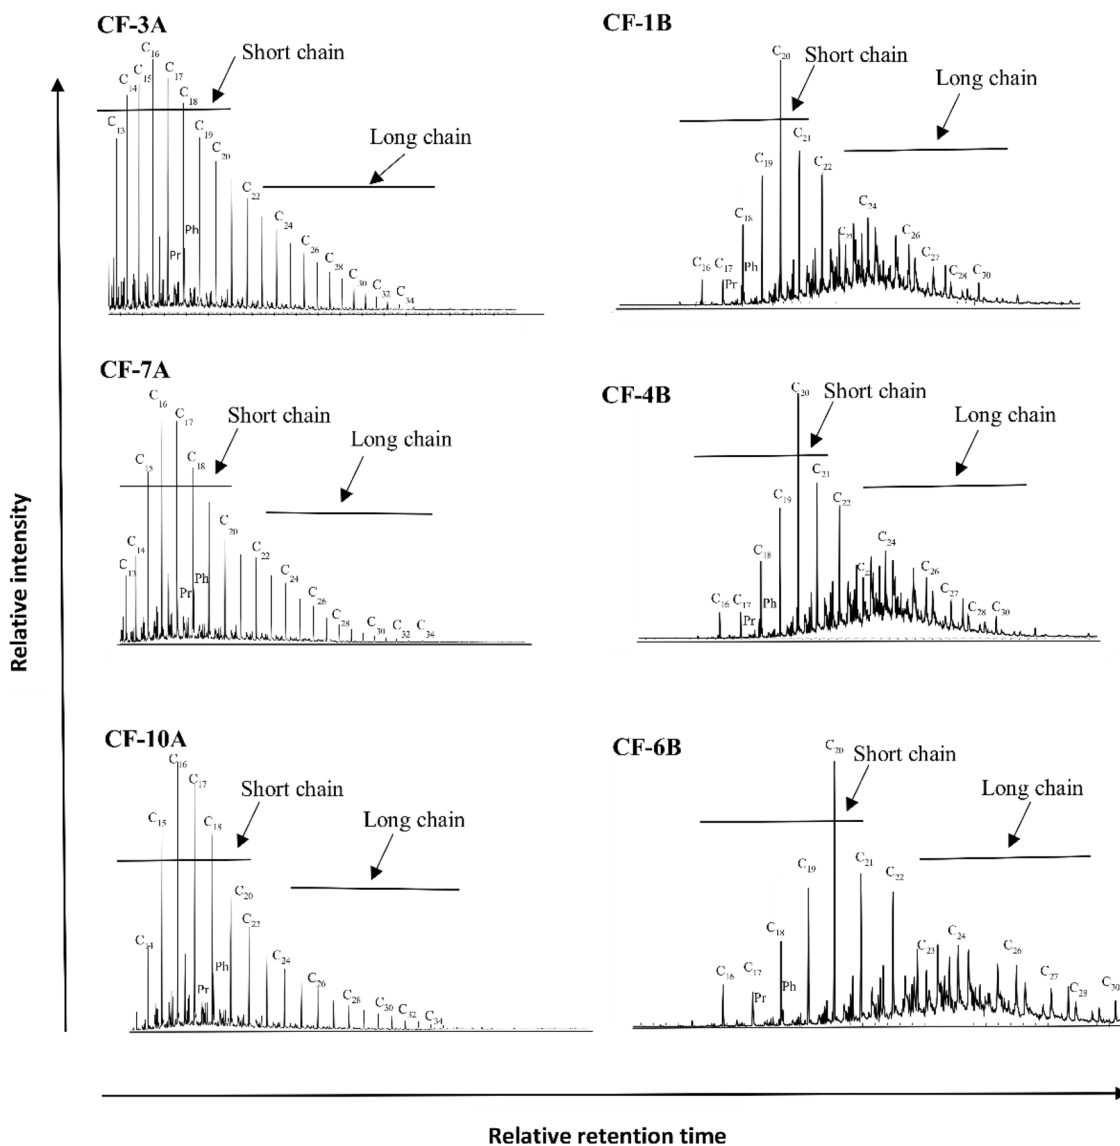 CF-3A
C16
C15
C17
C14
C18
Short chain
C13
C19
C20
Long chain
C22
Ph
C24
Pr
C26
C28
C30
C32
C34
CF-1B
C20
Short chain
Long chain
C21
C19
C22
C18
C24
C26
Ph
C27
C16
C17
Pr
C28
C30
CF-7A
C16
C17
Short chain
C15
C18
Long chain
C20
C14
C22
C13
Ph
C24
Pr
C26
C28
C30
C32
C34
CF-4B
C20
Short chain
Long chain
C21
C19
C22
C18
C24
C26
Ph
C27
C16
C17
Pr
C28
C30
CF-10A
C16
C17
Short chain
C15
C18
Long chain
C20
C22
C14
C24
Ph
C26
Pr
C28
C30
C32
C34
CF-6B
C20
Short chain
Long chain
C21
C19
C22
C18
C23
C24
C26
C16
C17
Ph
C27
Pr
C28
C30
Relative intensity
Relative retention time